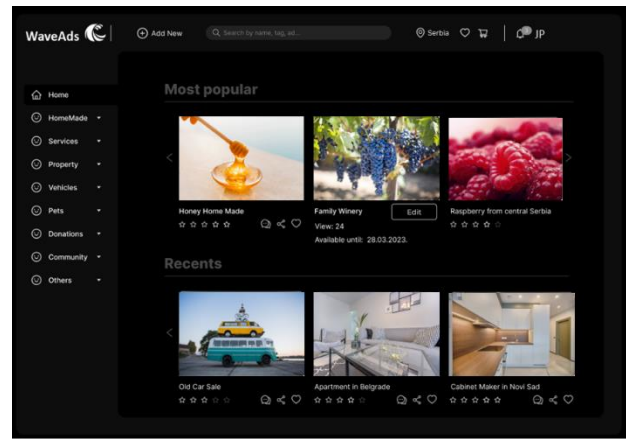 WaveAds
Add New
Search by name, tag, ad...
Serbia
JP
Home
HomeMade
Services
Property
Vehicles
Pets
Donations
Community
Others
Most popular
Honey Home Made
Family Winery
Edit
View: 24
Available until: 28.03.2023.
Raspberry from central Serbia
Recents
Old Car Sale
Apartment in Belgrade
Cabinet Maker in Novi Sad